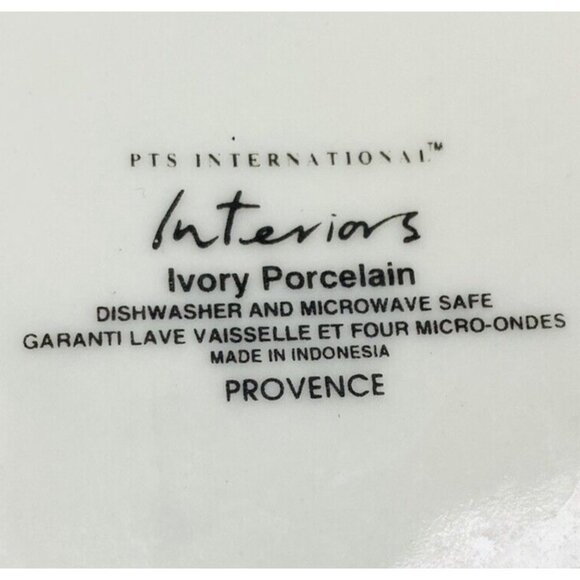 PTS INTERNATIONAL™
Interiors
Ivory Porcelain
DISHWASHER AND MICROWAVE SAFE
GARANTI LAVE VAISSELLE ET FOUR MICRO-ONDES
MADE IN INDONESIA
PROVENCE